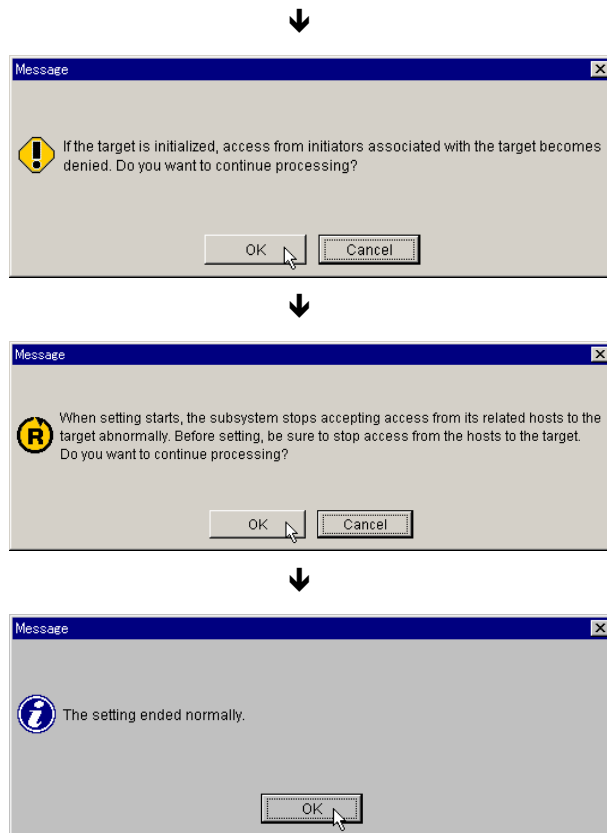 Message
If the target is initialized, access from initiators associated with the target becomes
denied. Do you want to continue processing?
OK
Cancel
Message
R
When setting starts, the subsystem stops accepting access from its related hosts to the
target abnormally. Before setting, be sure to stop access from the hosts to the target.
Do you want to continue processing?
OK
Cancel
Message
The setting ended normally.
OK